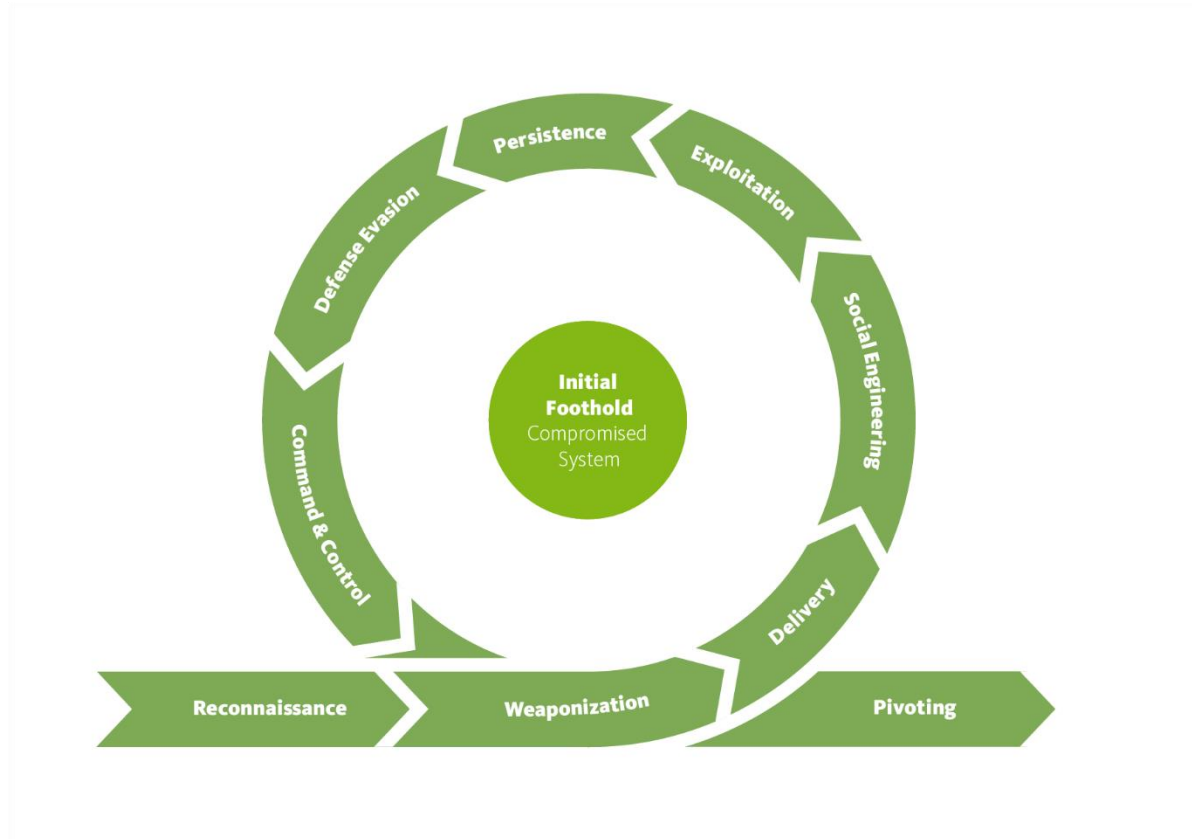 Persistence
Exploitation
Defense Evasion
Social Engineering
Initial
Foothold
Compromised
System
Command & Control
Delivery
Reconnaissance
Weaponization
Pivoting